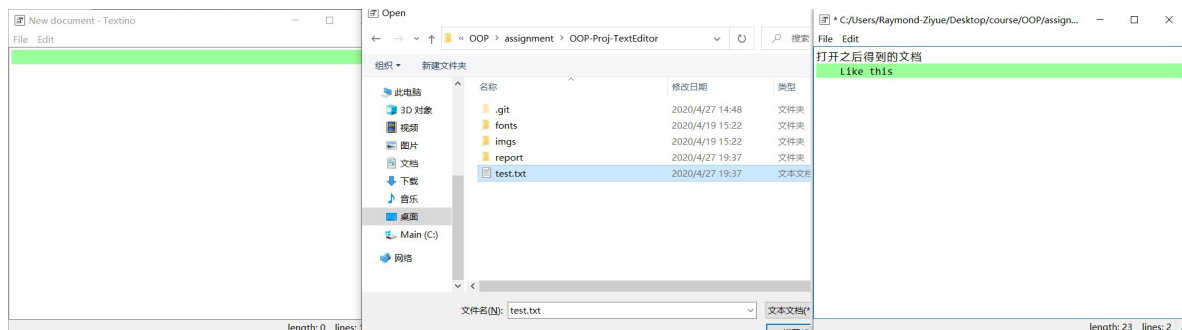 New document - Textino
File Edit
length: 0 lines: 1
Open
« OOP > assignment > OOP-Proj-TextEditor
搜索
组织 新建文件夹
名称 修改日期 类型
此电脑
3D 对象
视频
图片
文档
下载
音乐
桌面
Main (C:)
网络
.git 2020/4/27 14:48 文件夹
fonts 2020/4/19 15:22 文件夹
imgs 2020/4/19 15:22 文件夹
report 2020/4/27 19:37 文件夹
test.txt 2020/4/27 19:37 文本文档
文件名(N): test.txt 文本文档(*
* C:/Users/Raymond-Ziyue/Desktop/course/OOP/assign...
File Edit
打开之后得到的文档
Like this
length: 23 lines: 2